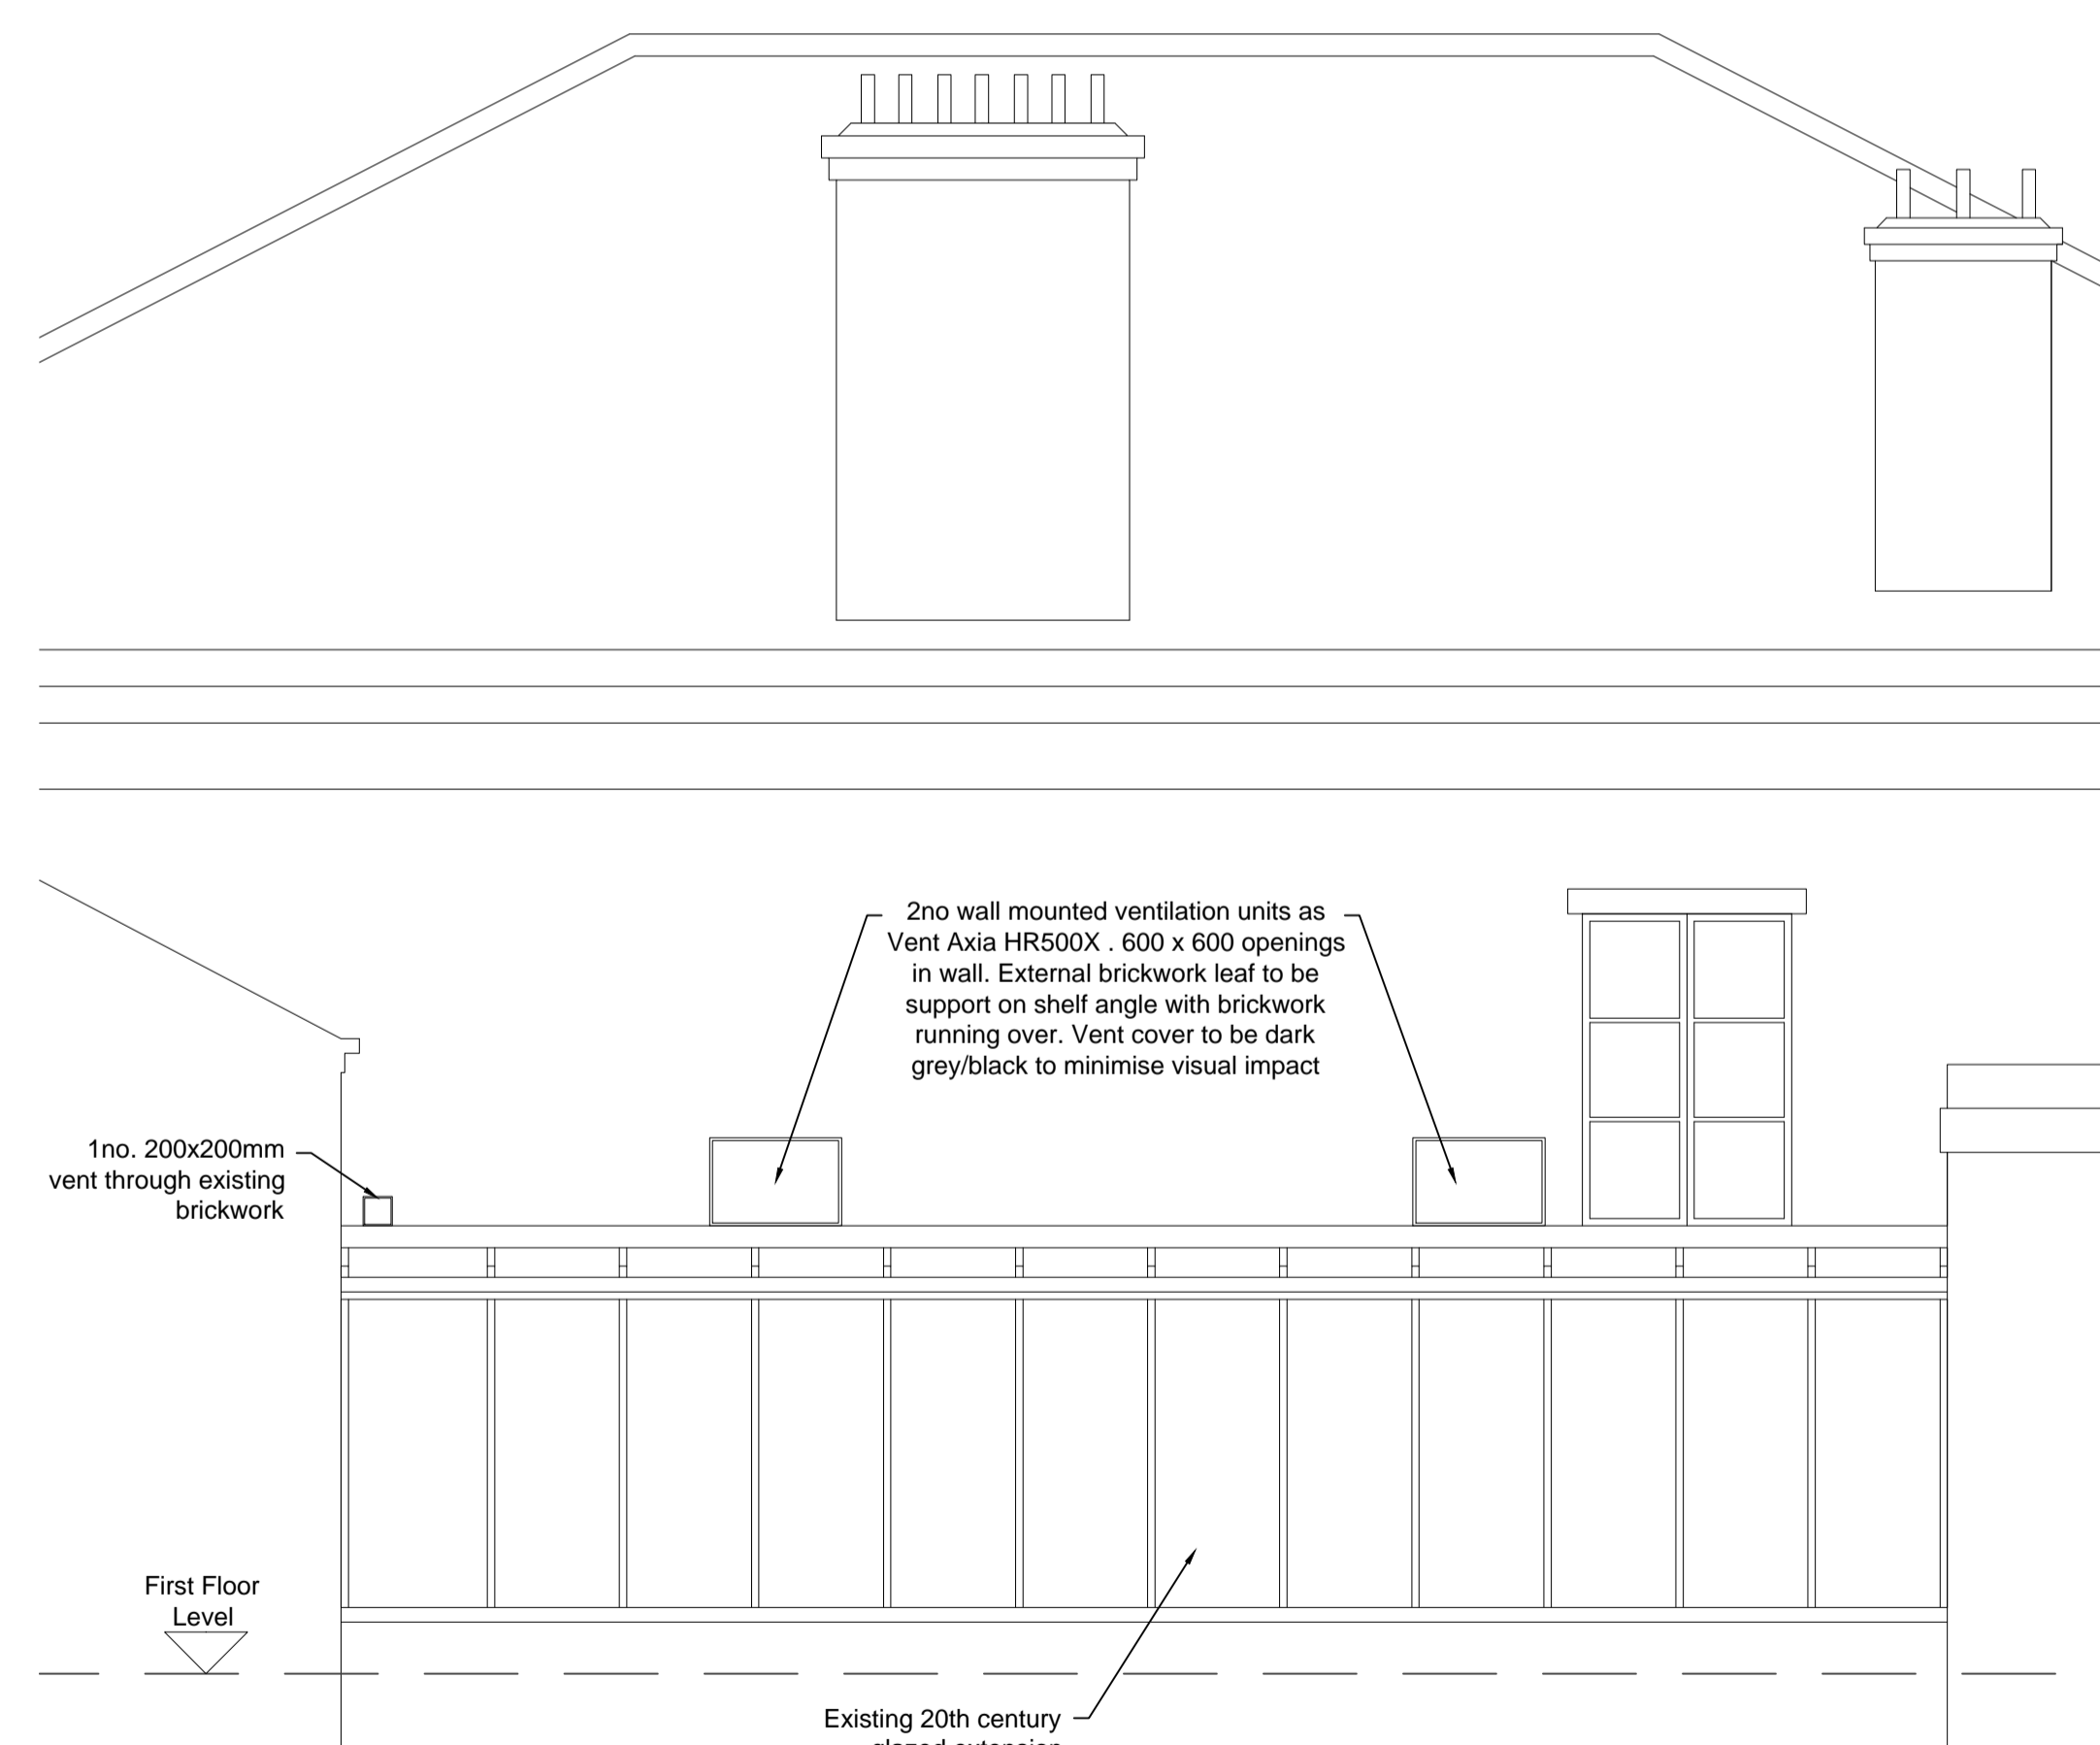 2no wall mounted ventilation units as
Vent Axia HR500X . 600 x 600 openings
in wall. External brickwork leaf to be
support on shelf angle with brickwork
running over. Vent cover to be dark
grey/black to minimise visual impact
1no. 200x200mm
vent through existing
brickwork
First Floor
Level
Existing 20th century
glazed extension